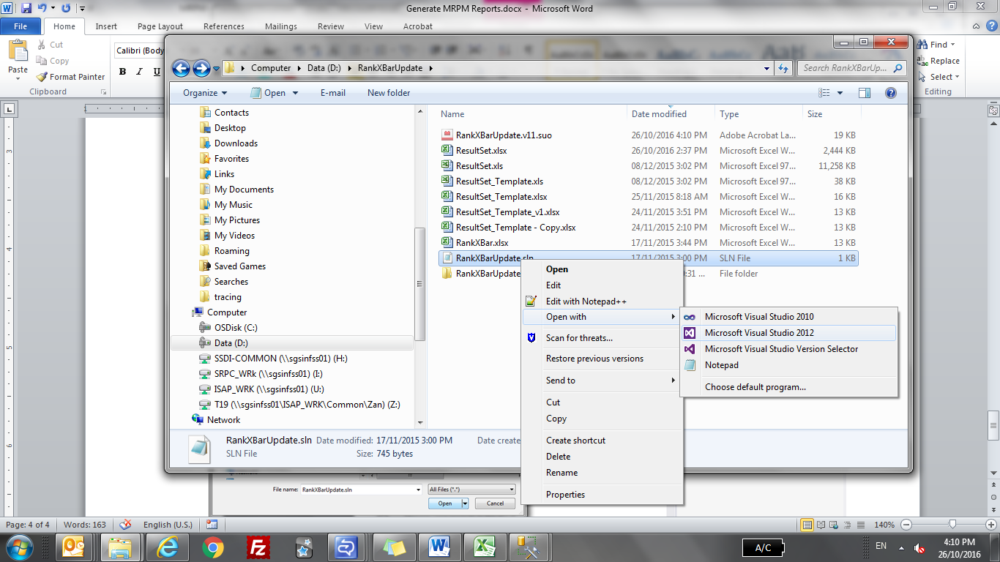 Generate MRPM Reports.docx - Microsoft Word
File Home Insert Page Layout References Mailings Review View Acrobat
Paste
Cut
Copy
Format Painter
Clipboard
Calibri (Body
B I U
Find
Replace
Select
Editing
Computer Data (D:) RankXBarUpdate
Search RankXBarUp...
Organize Open E-mail New folder
Contacts
Desktop
Downloads
Favorites
Links
My Documents
My Music
My Pictures
My Videos
Roaming
Saved Games
Searches
tracing
Computer
OSDisk (C:)
Data (D:)
SSDI-COMMON (\\sgsinfss01) (H:)
SRPC_WRk (\\sgsinfss01) (I:)
ISAP_WRK (\\sgsinfss01) (U:)
T19 (\\sgsinfss01\ISAP_WRK\Common\Zan) (Z:)
Network
Name Date modified Type Size
RankXBarUpdate.v11.suo 26/10/2016 4:10 PM Adobe Acrobat La... 19 KB
ResultSet.xlsx 26/10/2016 2:37 PM Microsoft Excel W... 2,444 KB
ResultSet.xls 08/12/2015 3:02 PM Microsoft Excel 97... 11,258 KB
ResultSet_Template.xls 08/12/2015 3:02 PM Microsoft Excel 97... 38 KB
ResultSet_Template.xlsx 25/11/2015 8:18 AM Microsoft Excel W... 16 KB
ResultSet_Template_v1.xlsx 24/11/2015 3:51 PM Microsoft Excel W... 13 KB
ResultSet_Template - Copy.xlsx 24/11/2015 2:10 PM Microsoft Excel W... 13 KB
RankXBar.xlsx 17/11/2015 3:44 PM Microsoft Excel W... 13 KB
RankXBarUpdate.sln 17/11/2015 3:00 PM SLN File 1 KB
RankXBarUpdate :31 ... File folder
Open
Edit
Edit with Notepad++
Open with
Scan for threats...
Restore previous versions
Send to
Cut
Copy
Create shortcut
Delete
Rename
Properties
Microsoft Visual Studio 2010
Microsoft Visual Studio 2012
Microsoft Visual Studio Version Selector
Notepad
Choose default program...
RankXBarUpdate.sln Date modified: 17/11/2015 3:00 PM Date create
SLN File Size: 745 bytes
File name: RankXBarUpdate.sln All Files (*.*)
Open Cancel
Page: 4 of 4 Words: 163 English (U.S.) 140%
A/C
EN
4:10 PM
26/10/2016